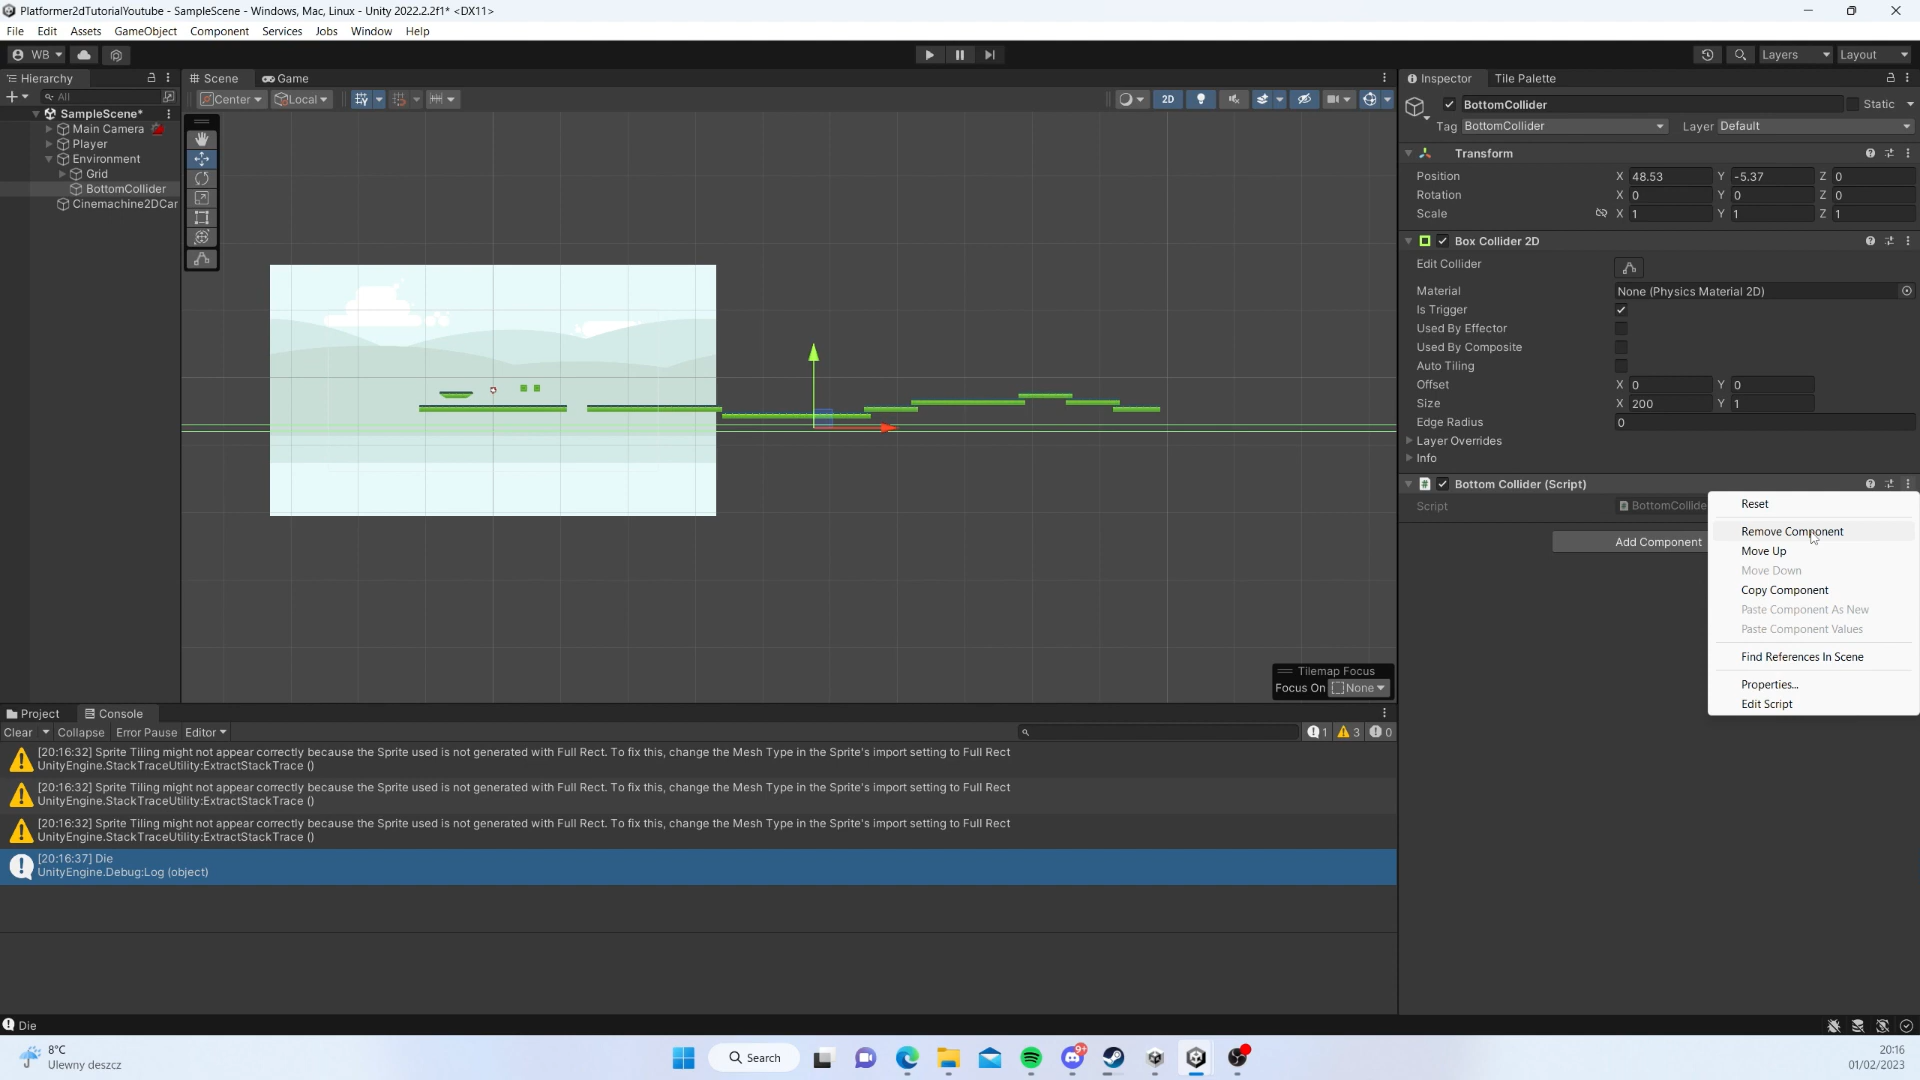 Platformer2dTutorialYoutube - SampleScene - Windows, Mac, Linux - Unity 2022.2.2f1* <DX11>
File Edit Assets GameObject Component Services Jobs Window Help
WB Layers Layout
Hierarchy
All
SampleScene*
Main Camera
Player
Environment
Grid
BottomCollider
Cinemachine2DCar
Scene Game
Center Local 2D
Tilemap Focus
Focus On None
Inspector Tile Palette
BottomCollider Static
Tag BottomCollider Layer Default
Transform
Position X 48.53 Y -5.37 Z 0
Rotation X 0 Y 0 Z 0
Scale X 1 Y 1 Z 1
Box Collider 2D
Edit Collider
Material None (Physics Material 2D)
Is Trigger
Used By Effector
Used By Composite
Auto Tiling
Offset X 0 Y 0
Size X 200 Y 1
Edge Radius 0
Layer Overrides
Info
Bottom Collider (Script)
Script BottomCollide
Add Component
Reset
Remove Component
Move Up
Move Down
Copy Component
Paste Component As New
Paste Component Values
Find References In Scene
Properties...
Edit Script
Project Console
Clear Collapse Error Pause Editor 1 3 0
[20:16:32] Sprite Tiling might not appear correctly because the Sprite used is not generated with Full Rect. To fix this, change the Mesh Type in the Sprite's import setting to Full Rect
UnityEngine.StackTraceUtility:ExtractStackTrace ()
[20:16:32] Sprite Tiling might not appear correctly because the Sprite used is not generated with Full Rect. To fix this, change the Mesh Type in the Sprite's import setting to Full Rect
UnityEngine.StackTraceUtility:ExtractStackTrace ()
[20:16:32] Sprite Tiling might not appear correctly because the Sprite used is not generated with Full Rect. To fix this, change the Mesh Type in the Sprite's import setting to Full Rect
UnityEngine.StackTraceUtility:ExtractStackTrace ()
[20:16:37] Die
UnityEngine.Debug:Log (object)
Die
8°C
Ulewny deszcz
Search
9+
20:16
01/02/2023